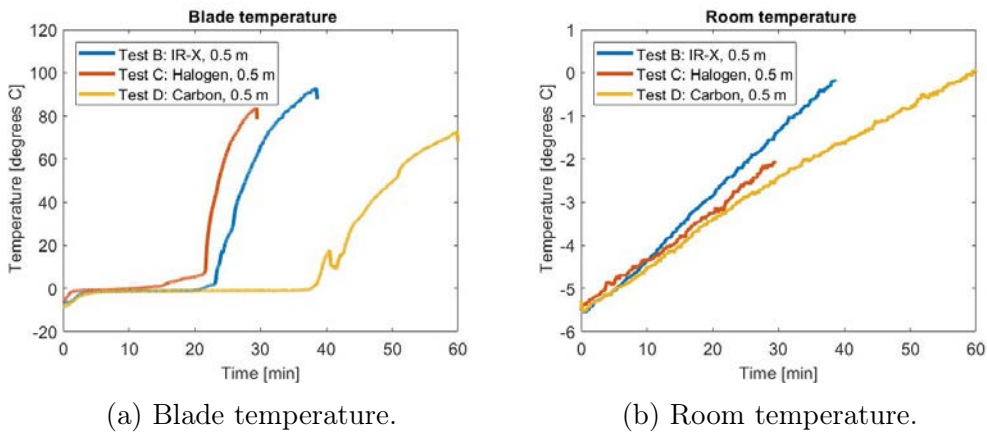 Blade temperature
120
100
80
60
40
20
0
-20
Temperature [degrees C]
Test B: IR-X, 0.5 m
Test C: Halogen, 0.5 m
Test D: Carbon, 0.5 m
0 10 20 30 40 50 60
Time [min]
(a) Blade temperature.
Room temperature
1
0
-1
-2
-3
-4
-5
-6
Temperature [degrees C]
Test B: IR-X, 0.5 m
Test C: Halogen, 0.5 m
Test D: Carbon, 0.5 m
0 10 20 30 40 50 60
Time [min]
(b) Room temperature.